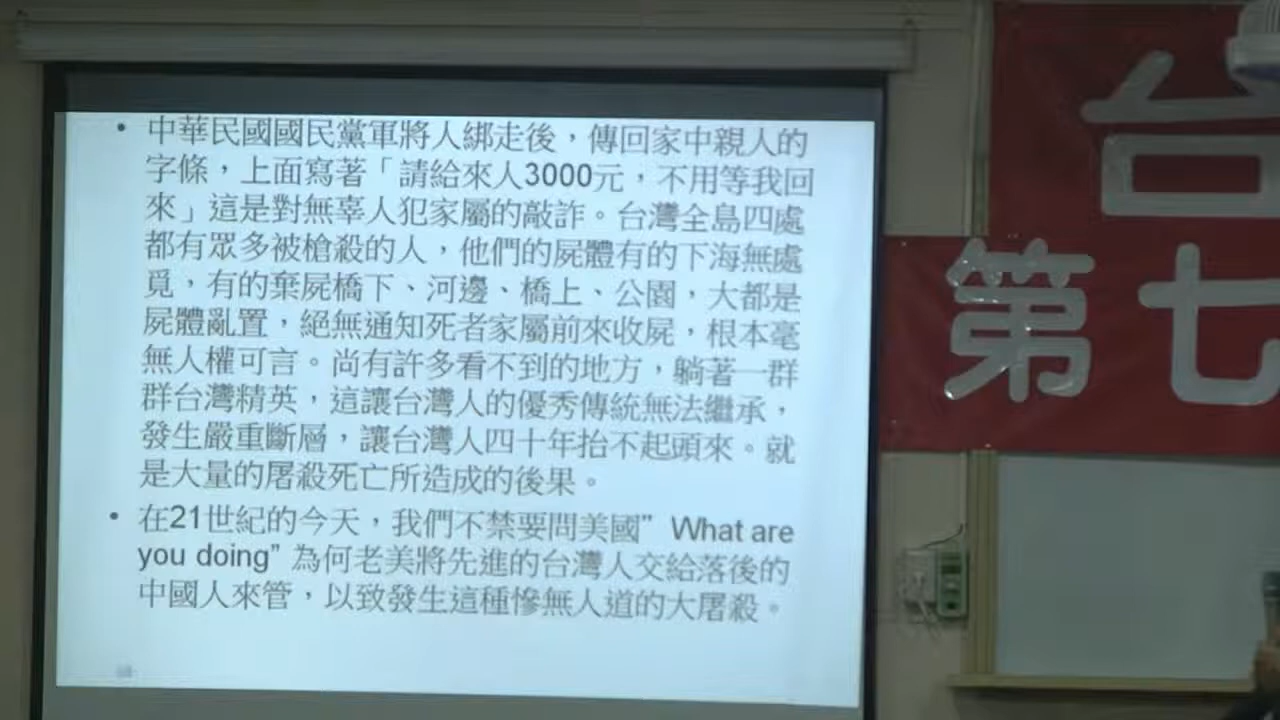 • 中華民國國民黨軍將人綁走後，傳回家中親人的
字條，上面寫著「請給來人3000元，不用等我回
來」這是對無辜人犯家屬的敲詐。台灣全島四處
都有眾多被槍殺的人，他們的屍體有的下海無處
覓，有的棄屍橋下、河邊、橋上、公園，大都是
屍體亂置，絕無通知死者家屬前來收屍，根本毫
無人權可言。尚有許多看不到的地方，躺著一群
群台灣精英，這讓台灣人的優秀傳統無法繼承，
發生嚴重斷層，讓台灣人四十年抬不起頭來。就
是大量的屠殺死亡所造成的後果。
• 在21世紀的今天，我們不禁要問美國” What are
you doing” 為何老美將先進的台灣人交給落後的
中國人來管，以致發生這種慘無人道的大屠殺。
台
第七